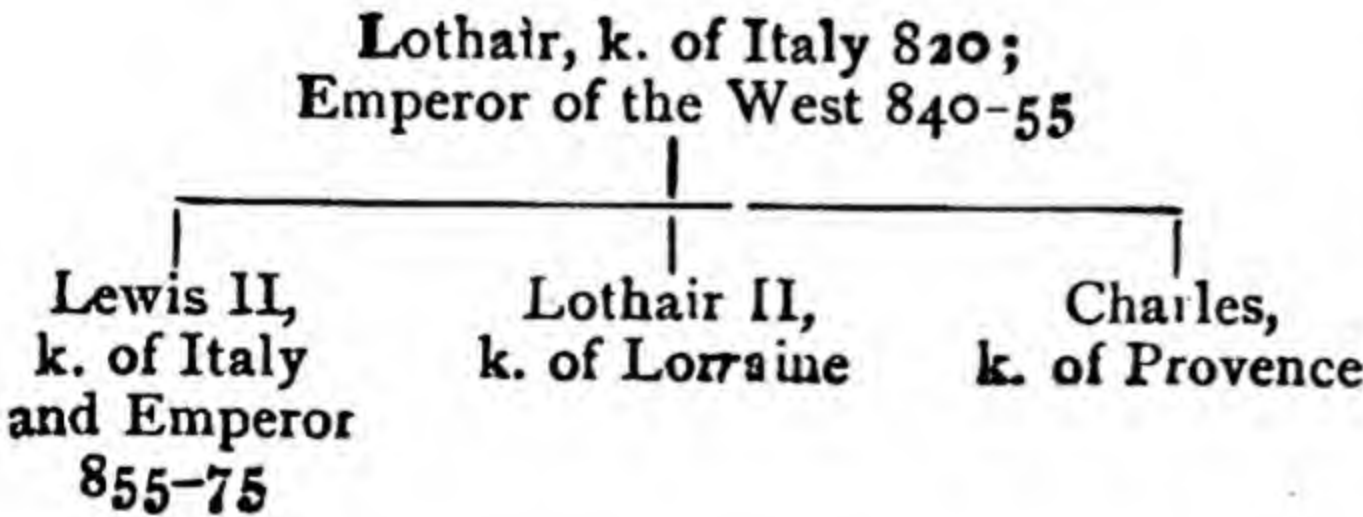 Lothair, k. of Italy 820;
Emperor of the West 840-55
Lewis II,
k. of Italy
and Emperor
855-75
Lothair II,
k. of Lorraine
Charles,
k. of Provence